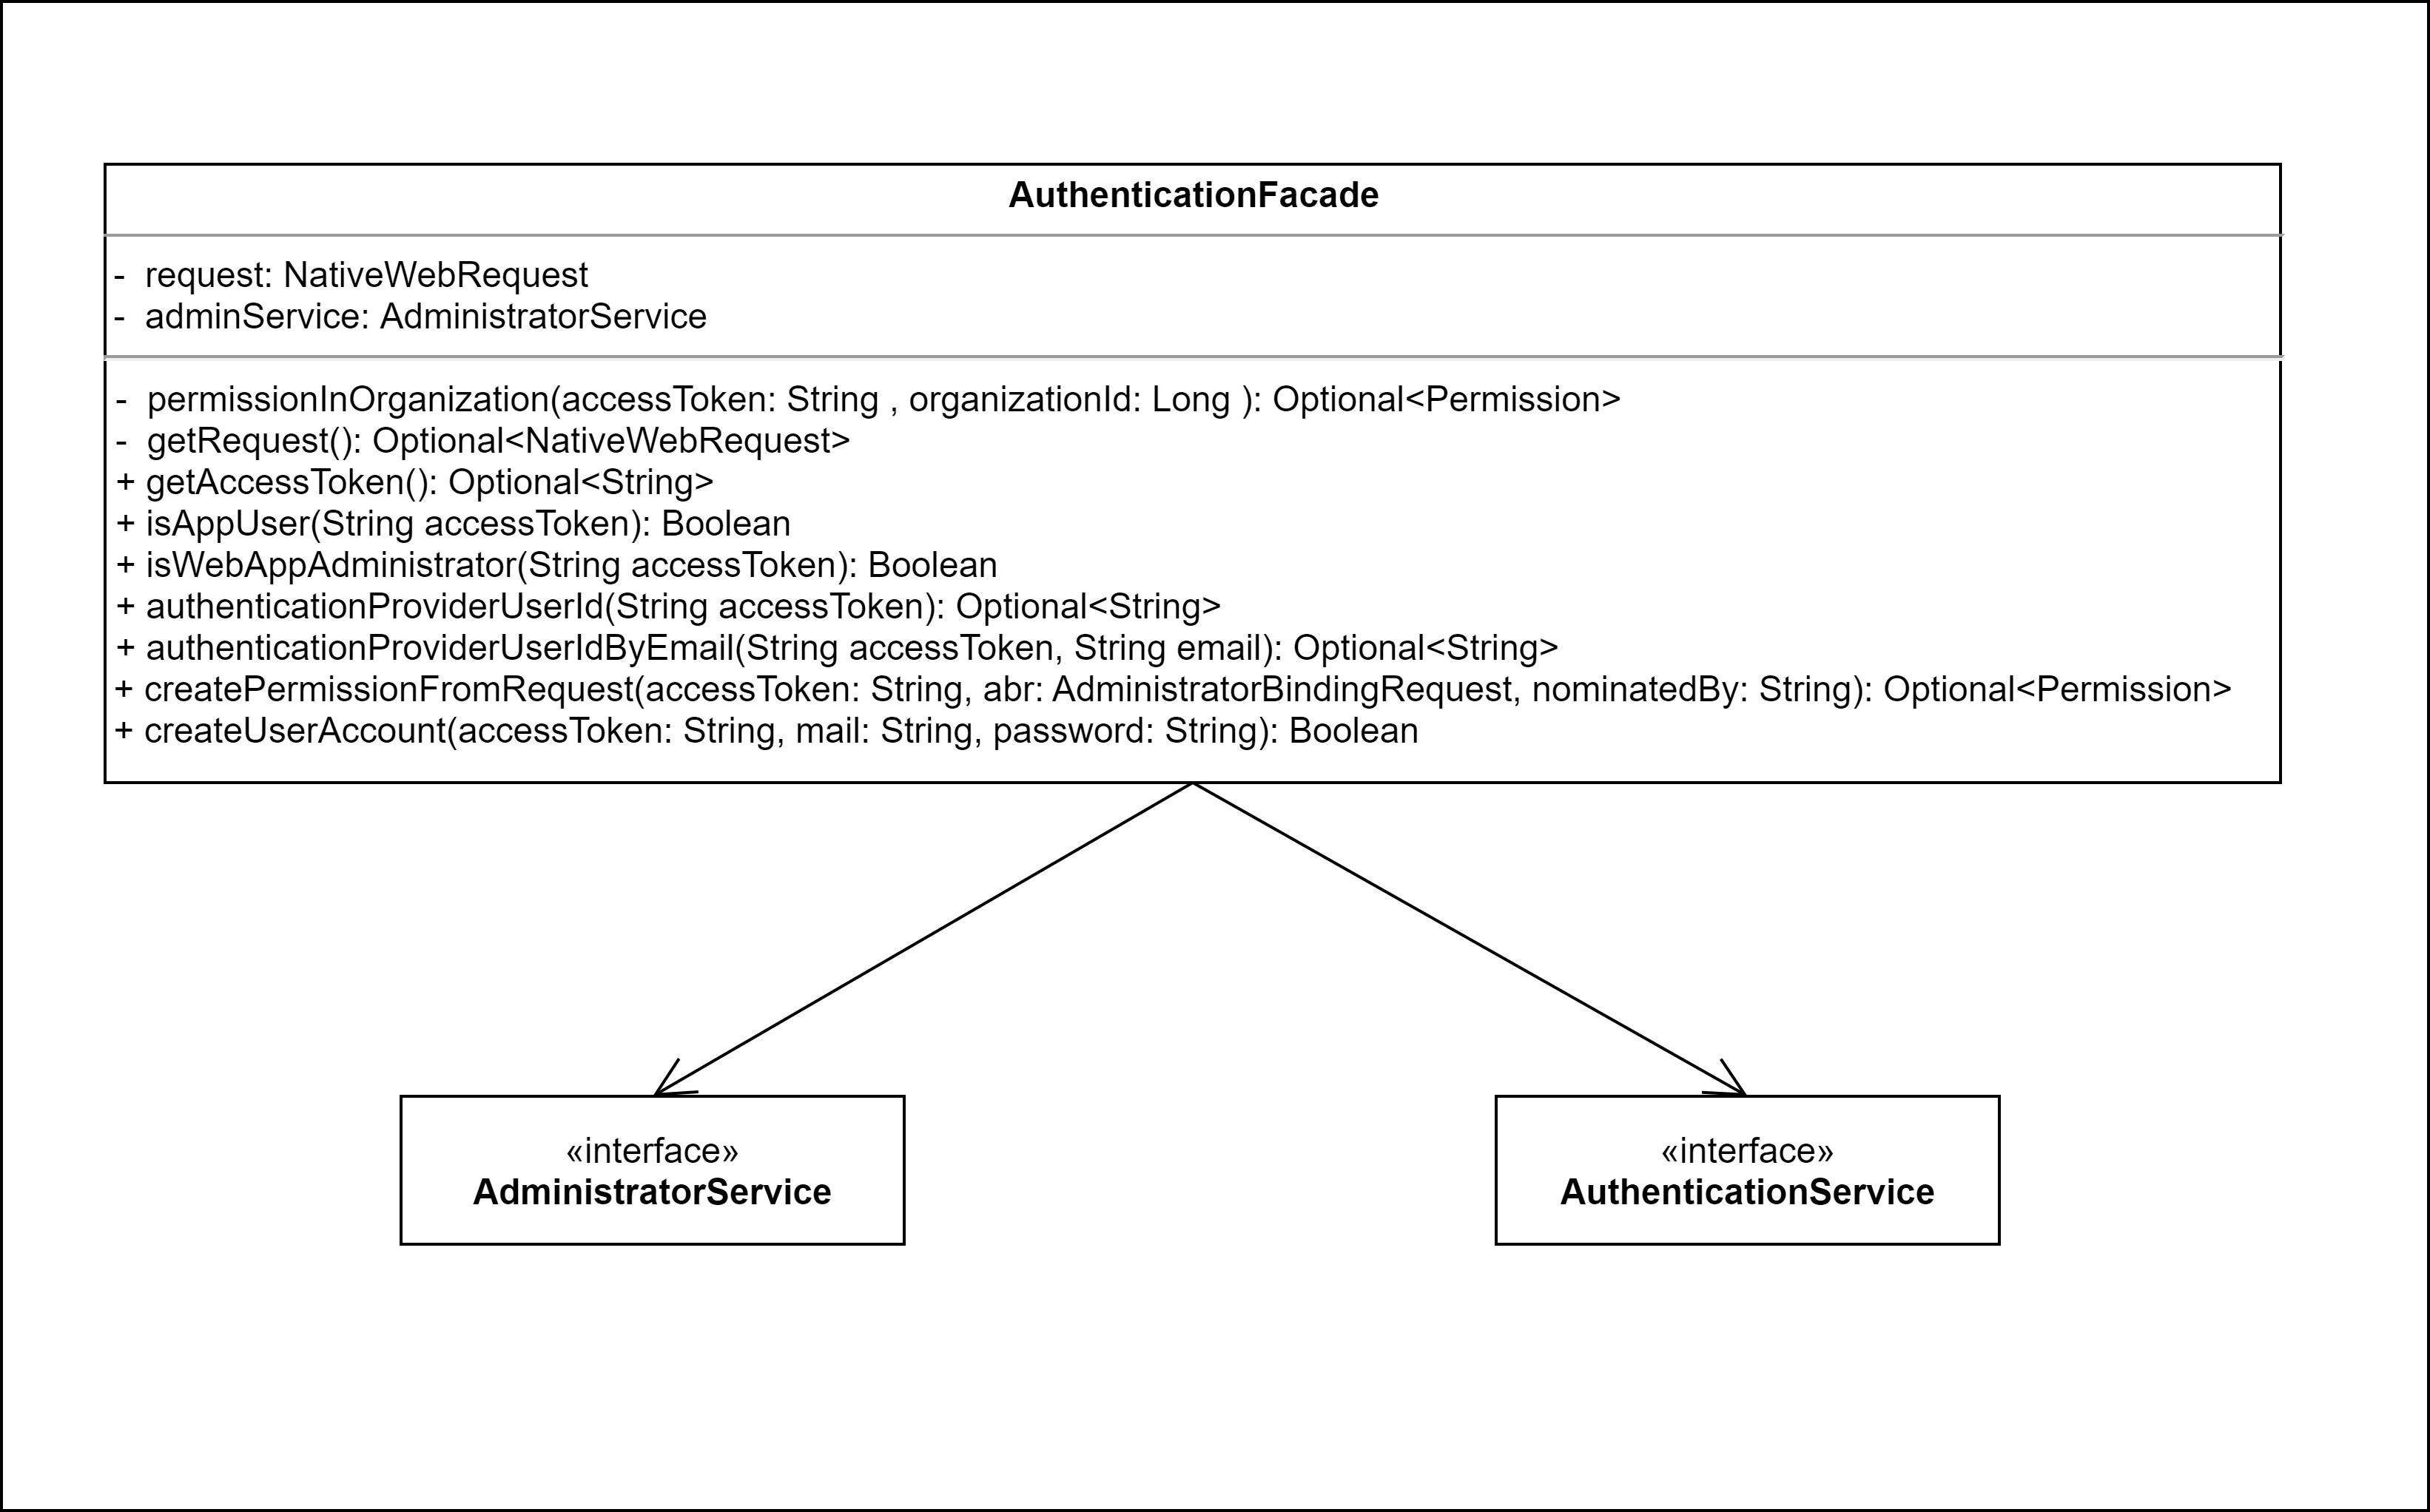 AuthenticationFacade
- request: NativeWebRequest
- adminService: AdministratorService
- permissionInOrganization(accessToken: String , organizationId: Long ): Optional<Permission>
- getRequest(): Optional<NativeWebRequest>
+ getAccessToken(): Optional<String>
+ isAppUser(String accessToken): Boolean
+ isWebAppAdministrator(String accessToken): Boolean
+ authenticationProviderUserId(String accessToken): Optional<String>
+ authenticationProviderUserIdByEmail(String accessToken, String email): Optional<String>
+ createPermissionFromRequest(accessToken: String, abr: AdministratorBindingRequest, nominatedBy: String): Optional<Permission>
+ createUserAccount(accessToken: String, mail: String, password: String): Boolean
«interface»
AdministratorService
«interface»
AuthenticationService